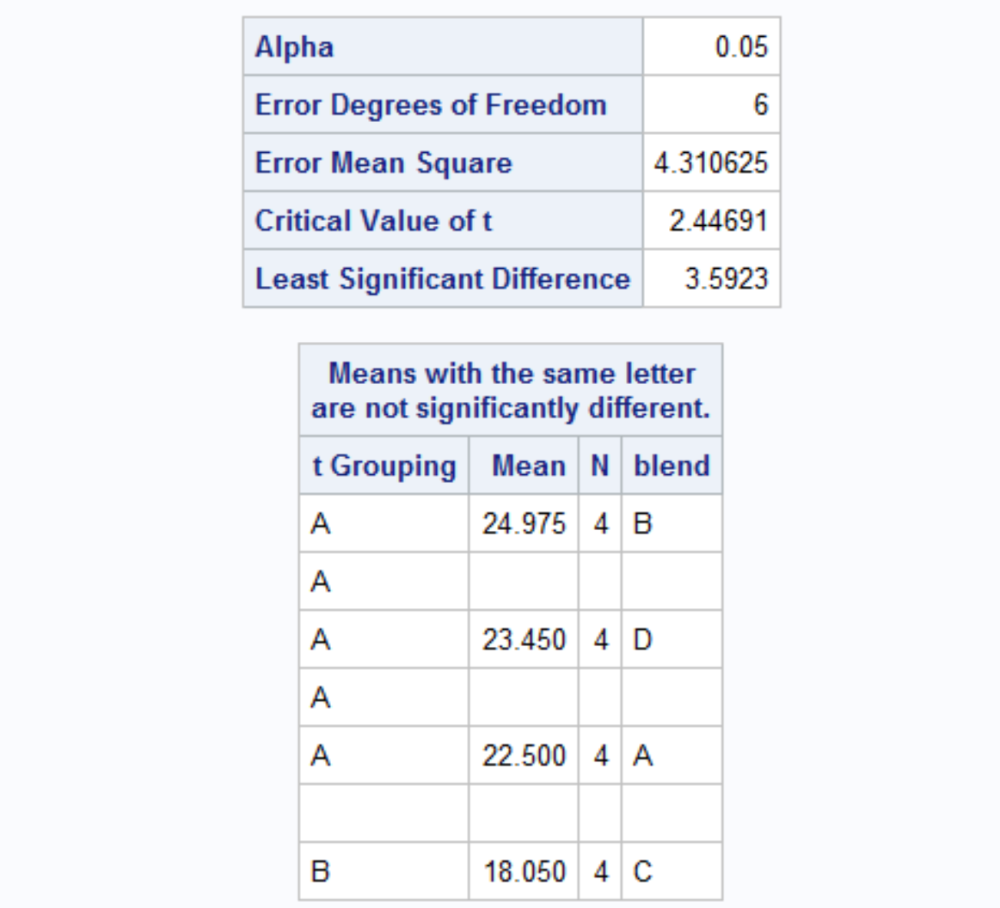 Alpha 0.05
Error Degrees of Freedom 6
Error Mean Square 4.310625
Critical Value of t 2.44691
Least Significant Difference 3.5923
Means with the same letter
are not significantly different.
t Grouping Mean N blend
A 24.975 4 B
A
A 23.450 4 D
A
A 22.500 4 A
B 18.050 4 C